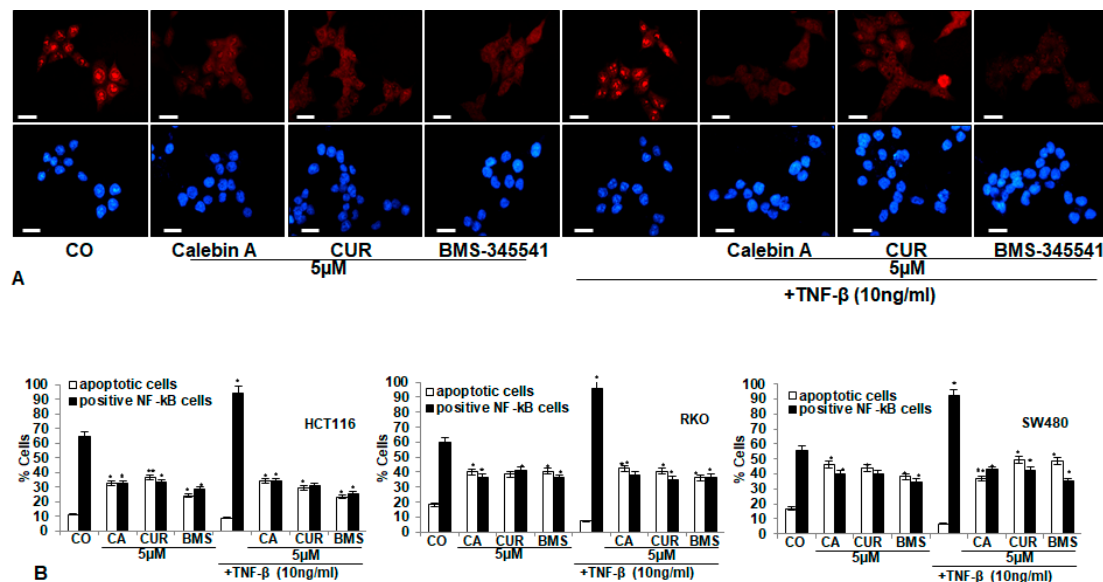 CO Calebin A CUR BMS-345541 Calebin A CUR BMS-345541
5µM 5µM
A
+TNF-β (10ng/ml)
100
90
80
70
60
50
40
30
20
10
0
% Cells
apoptotic cells
positive NF -kB cells
HCT116
* * ** * * * * * * * * *
CO CA CUR BMS CA CUR BMS
5µM 5µM
+TNF-β (10ng/ml)
100
90
80
70
60
50
40
30
20
10
0
% Cells
apoptotic cells
positive NF -kB cells
RKO
CO CA CUR BMS CA CUR BMS
5µM 5µM
+TNF-β (10ng/ml)
100
90
80
70
60
50
40
30
20
10
0
% Cells
apoptotic cells
positive NF -kB cells
SW480
CO CA CUR BMS CA CUR BMS
5µM 5µM
+TNF-β (10ng/ml)
B